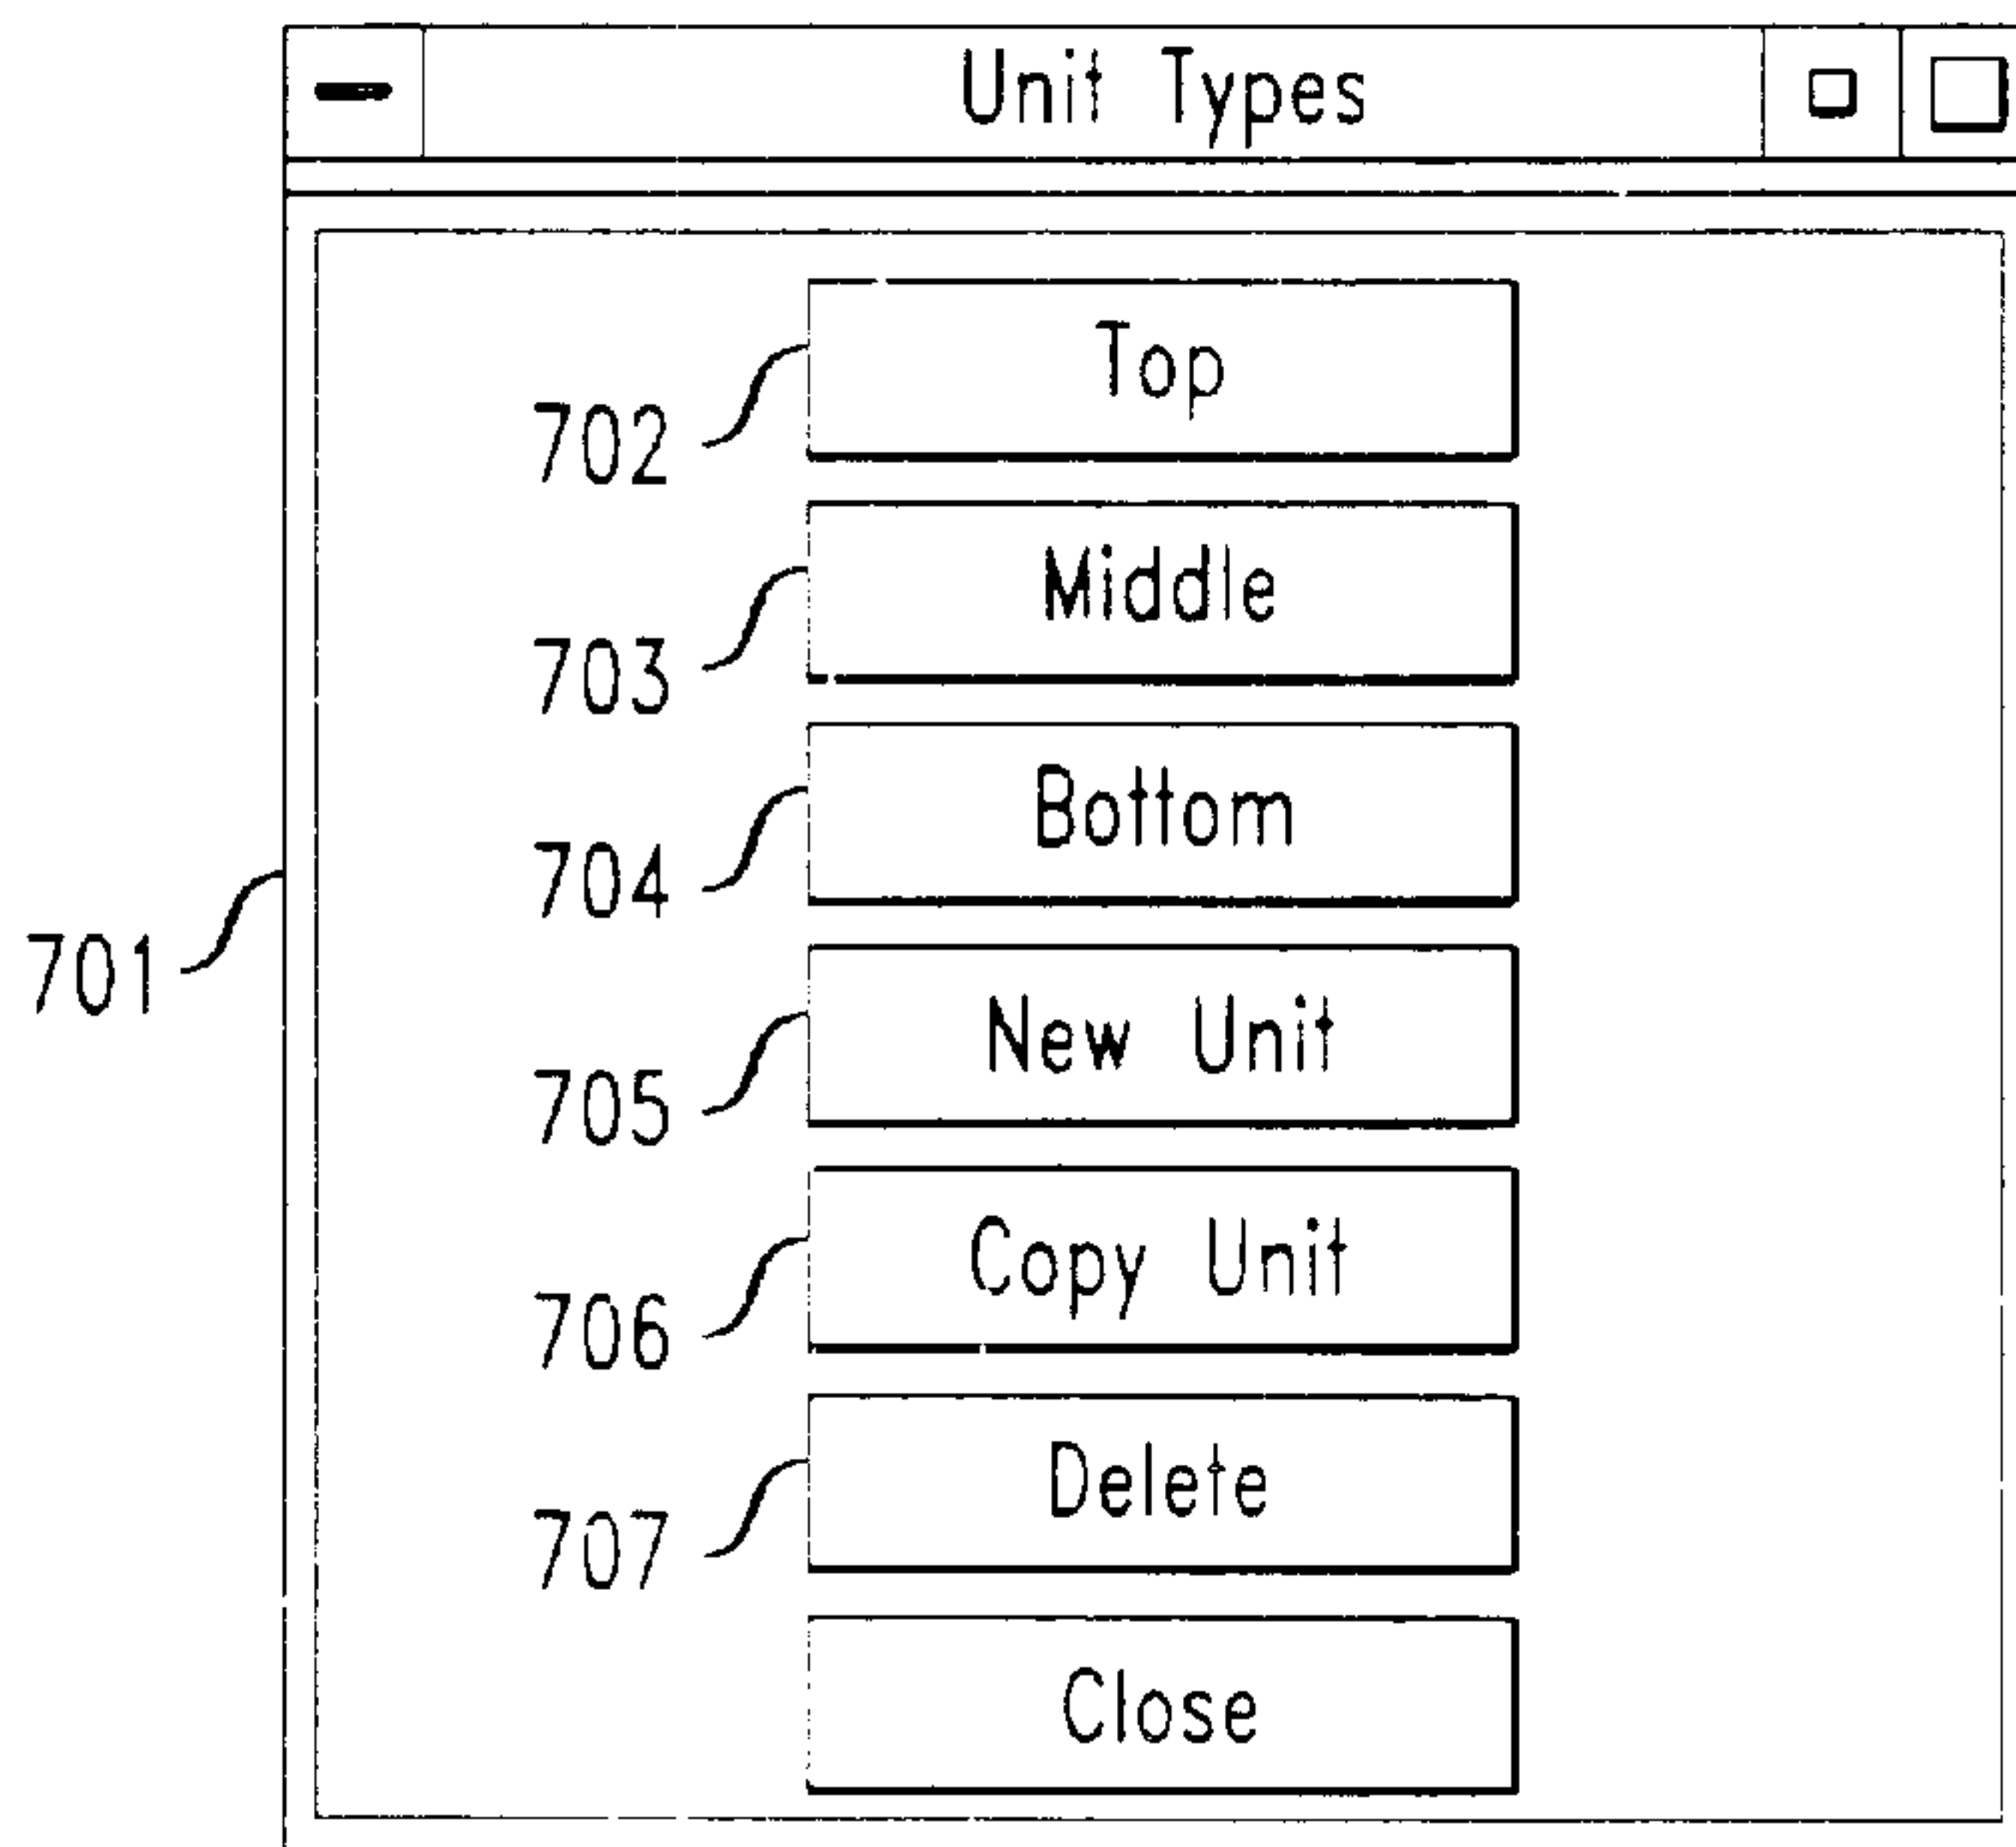 Unit Types
Top
702
Middle
703
Bottom
704
701
New Unit
705
Copy Unit
706
Delete
707
Close